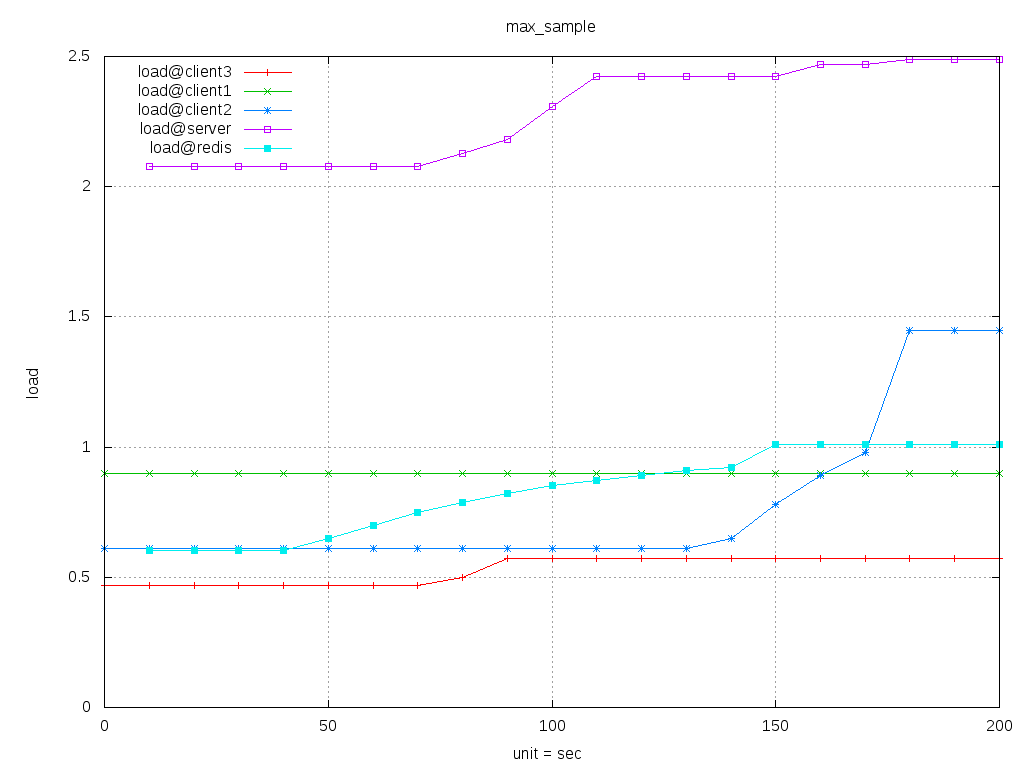 max_sample
2.5
load@client3
load@client1
load@client2
load@server
load@redis
2
1.5
load
1
0.5
0
0 50 100 150 200
unit = sec